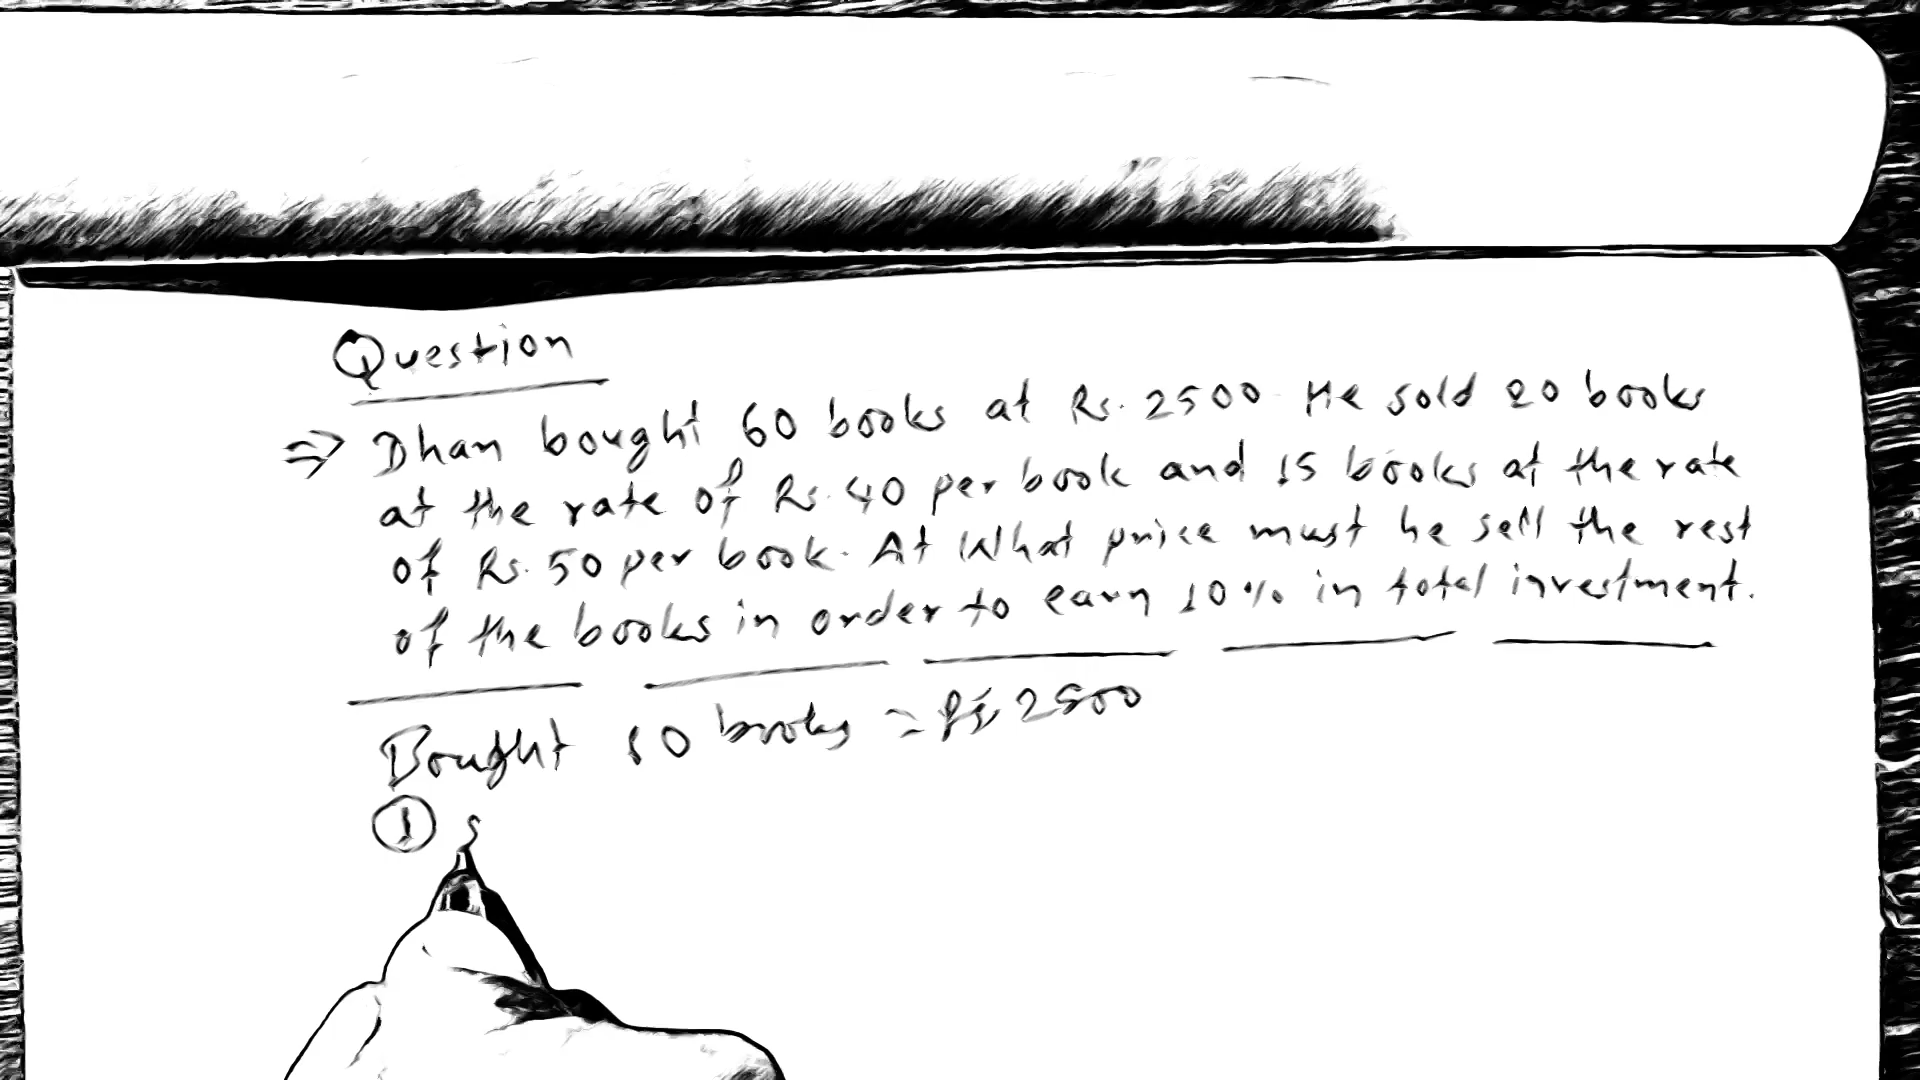 Question
⇒ Dhan bought 60 books at Rs. 2500. He sold 20 books
at the rate of Rs. 40 per book and 15 books at the rate
of Rs. 50 per book. At What price must he sell the rest
of the books in order to earn 10% in total investment.
Bought 60 books = Rs 2500
① S